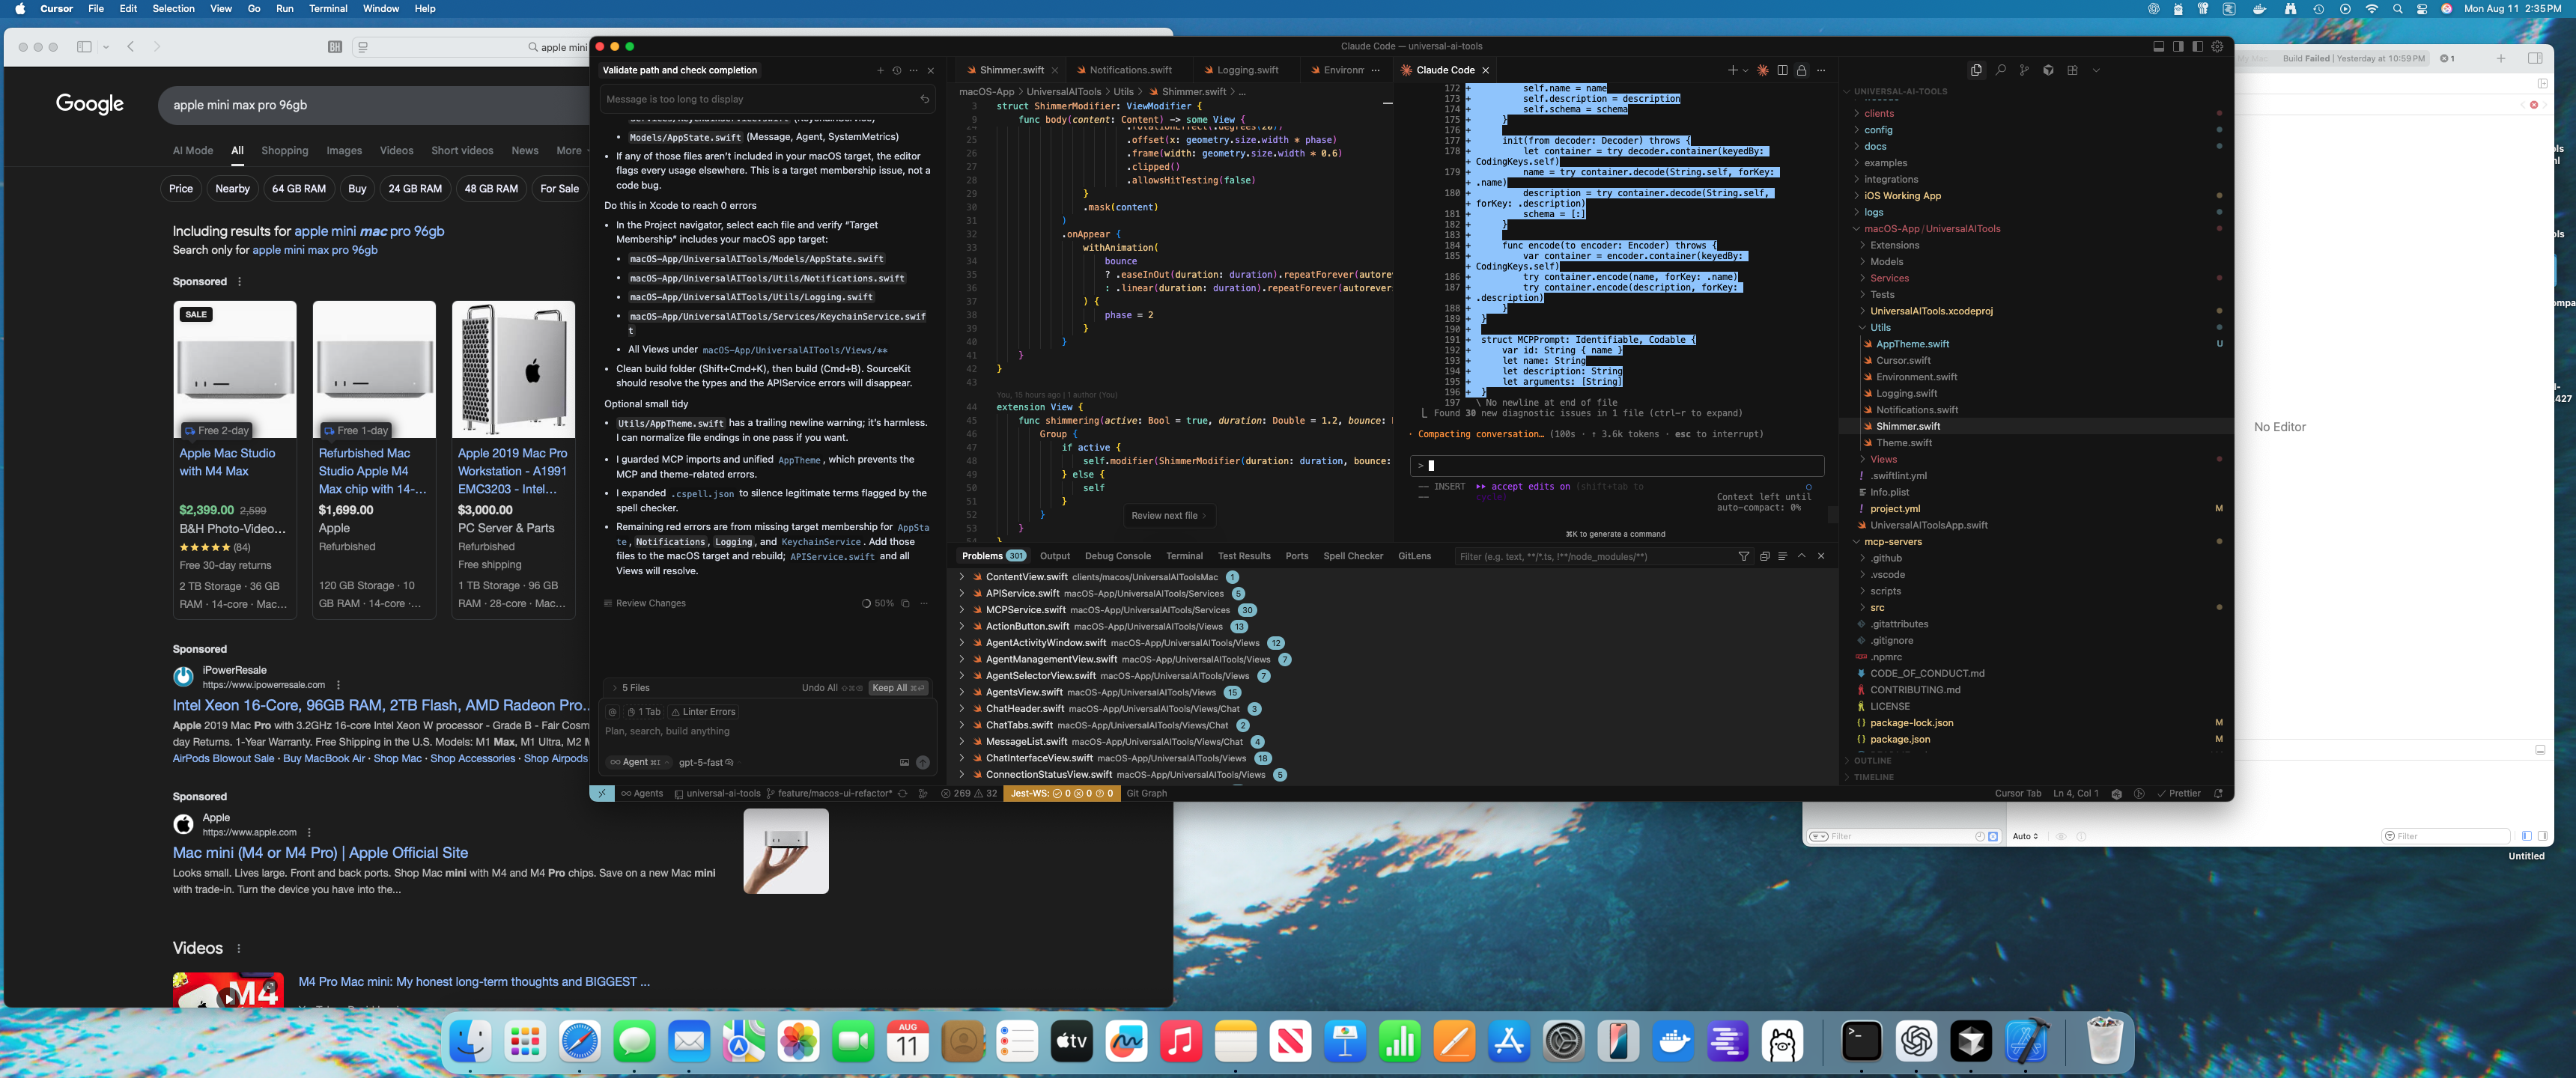 Cursor File Edit Selection View Go Run Terminal Window Help
Mon Aug 11 2:35 PM
apple mini
Google
apple mini max pro 96gb
AI Mode All Shopping Images Videos Short videos News More
Price Nearby 64 GB RAM Buy 24 GB RAM 48 GB RAM For Sale
Including results for apple mini mac pro 96gb
Search only for apple mini max pro 96gb
Sponsored
SALE
Free 2-day
Apple Mac Studio
with M4 Max
$2,399.00 2,599
B&H Photo-Video...
(84)
Free 30-day returns
2 TB Storage · 36 GB
RAM · 14-core · Mac...
Free 1-day
Refurbished Mac
Studio Apple M4
Max chip with 14-...
$1,699.00
Apple
Refurbished
120 GB Storage · 10
GB RAM · 14-core ·...
Apple 2019 Mac Pro
Workstation - A1991
EMC3203 - Intel...
$3,000.00
PC Server & Parts
Refurbished
Free shipping
1 TB Storage · 96 GB
RAM · 28-core · Mac...
Sponsored
iPowerResale
https://www.ipowerresale.com
Intel Xeon 16-Core, 96GB RAM, 2TB Flash, AMD Radeon Pro...
Apple 2019 Mac Pro with 3.2GHz 16-core Intel Xeon W processor - Grade B - Fair Cosm
day Returns. 1-Year Warranty. Free Shipping in the U.S. Models: M1 Max, M1 Ultra, M2
AirPods Blowout Sale · Buy MacBook Air · Shop Mac · Shop Accessories · Shop Airpods
Sponsored
Apple
https://www.apple.com
Mac mini (M4 or M4 Pro) | Apple Official Site
Looks small. Lives large. Front and back ports. Shop Mac mini with M4 and M4 Pro chips. Save on a new Mac mini
with trade-in. Turn the device you have into the...
Videos
M4
M4 Pro Mac mini: My honest long-term thoughts and BIGGEST ...
Claude Code — universal-ai-tools
Validate path and check completion
Message is too long to display
Models/AppState.swift (Message, Agent, SystemMetrics)
If any of those files aren't included in your macOS target, the editor
flags every usage elsewhere. This is a target membership issue, not a
code bug.
Do this in Xcode to reach 0 errors
In the Project navigator, select each file and verify "Target
Membership" includes your macOS app target:
macOS-App/UniversalAITools/Models/AppState.swift
macOS-App/UniversalAITools/Utils/Notifications.swift
macOS-App/UniversalAITools/Utils/Logging.swift
macOS-App/UniversalAITools/Services/KeychainService.swif
t
All Views under macOS-App/UniversalAITools/Views/**
Clean build folder (Shift+Cmd+K), then build (Cmd+B). SourceKit
should resolve the types and the APIService errors will disappear.
Optional small tidy
Utils/AppTheme.swift has a trailing newline warning; it's harmless.
I can normalize file endings in one pass if you want.
I guarded MCP imports and unified AppTheme, which prevents the
MCP and theme-related errors.
I expanded .cspell.json to silence legitimate terms flagged by the
spell checker.
Remaining red errors are from missing target membership for AppSta
te, Notifications, Logging, and KeychainService. Add those
files to the macOS target and rebuild; APIService.swift and all
Views will resolve.
Review Changes 50%
5 Files Undo All Keep All
@ 1 Tab Linter Errors
Plan, search, build anything
Agent ⌘I gpt-5-fast
Shimmer.swift Notifications.swift Logging.swift Environm
macOS-App > UniversalAITools > Utils > Shimmer.swift > ...
3 struct ShimmerModifier: ViewModifier {
9 func body(content: Content) -> some View {
24 .rotationEffect(.degrees(20))
25 .offset(x: geometry.size.width * phase)
26 .frame(width: geometry.size.width * 0.6)
27 .clipped()
28 .allowsHitTesting(false)
29 }
30 .mask(content)
31 )
32 .onAppear {
33 withAnimation(
34 bounce
35 ? .easeInOut(duration: duration).repeatForever(autorev
36 : .linear(duration: duration).repeatForever(autorever
37 ) {
38 phase = 2
39 }
40 }
41 }
42 }
43
You, 15 hours ago | 1 author (You)
44 extension View {
45 func shimmering(active: Bool = true, duration: Double = 1.2, bounce:
46 Group {
47 if active {
48 self.modifier(ShimmerModifier(duration: duration, bounce:
49 } else {
50 self
51 }
52 }
53 }
Review next file
Claude Code
172 + self.name = name
173 + self.description = description
174 + self.schema = schema
175 + }
176 +
177 + init(from decoder: Decoder) throws {
178 + let container = try decoder.container(keyedBy:
+ CodingKeys.self)
179 + name = try container.decode(String.self, forKey:
+ .name)
180 + description = try container.decode(String.self,
+ forKey: .description)
181 + schema = [:]
182 + }
183 +
184 + func encode(to encoder: Encoder) throws {
185 + var container = encoder.container(keyedBy:
+ CodingKeys.self)
186 + try container.encode(name, forKey: .name)
187 + try container.encode(description, forKey:
+ .description)
188 + }
189 + }
190 +
191 + struct MCPPrompt: Identifiable, Codable {
192 + var id: String { name }
193 + let name: String
194 + let description: String
195 + let arguments: [String]
196 + }
197 \ No newline at end of file
Found 30 new diagnostic issues in 1 file (ctrl-r to expand)
· Compacting conversation… (100s · ↑ 3.6k tokens · esc to interrupt)
>
-- INSERT -- ▸▸ accept edits on (shift+tab to cycle)
Context left until
auto-compact: 0%
⌘K to generate a command
Problems 301 Output Debug Console Terminal Test Results Ports Spell Checker GitLens
Filter (e.g. text, **/*.ts, !**/node_modules/**)
ContentView.swift clients/macos/UniversalAIToolsMac 1
APIService.swift macOS-App/UniversalAITools/Services 5
MCPService.swift macOS-App/UniversalAITools/Services 30
ActionButton.swift macOS-App/UniversalAITools/Views 13
AgentActivityWindow.swift macOS-App/UniversalAITools/Views 12
AgentManagementView.swift macOS-App/UniversalAITools/Views 7
AgentSelectorView.swift macOS-App/UniversalAITools/Views 7
AgentsView.swift macOS-App/UniversalAITools/Views 15
ChatHeader.swift macOS-App/UniversalAITools/Views/Chat 3
ChatTabs.swift macOS-App/UniversalAITools/Views/Chat 2
MessageList.swift macOS-App/UniversalAITools/Views/Chat 4
ChatInterfaceView.swift macOS-App/UniversalAITools/Views 18
ConnectionStatusView.swift macOS-App/UniversalAITools/Views 5
Agents universal-ai-tools feature/macos-ui-refactor* 269 32 Jest-WS: 0 0 0 Git Graph
Cursor Tab Ln 4, Col 1 Prettier
UNIVERSAL-AI-TOOLS
clients
config
docs
examples
integrations
iOS Working App
logs
macOS-App / UniversalAITools
Extensions
Models
Services
Tests
UniversalAITools.xcodeproj
Utils
AppTheme.swift U
Cursor.swift
Environment.swift
Logging.swift
Notifications.swift
Shimmer.swift
Theme.swift
Views
.swiftlint.yml
Info.plist
project.yml M
UniversalAIToolsApp.swift
mcp-servers
.github
.vscode
scripts
src
.gitattributes
.gitignore
.npmrc
CODE_OF_CONDUCT.md
CONTRIBUTING.md
LICENSE
package-lock.json M
package.json M
OUTLINE
TIMELINE
Build Failed | Yesterday at 10:59 PM 1
No Editor
Filter
Auto
Filter
Untitled
AUG
11
tv